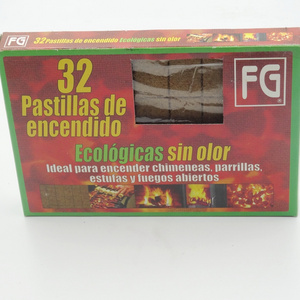 FG 32 Pastillas de encendido Ecológicas sin olor FG
32
Pastillas de
encendido
FG
Ecológicas sin olor
Ideal para encender chimeneas, parrillas,
estufas y fuegos abiertos